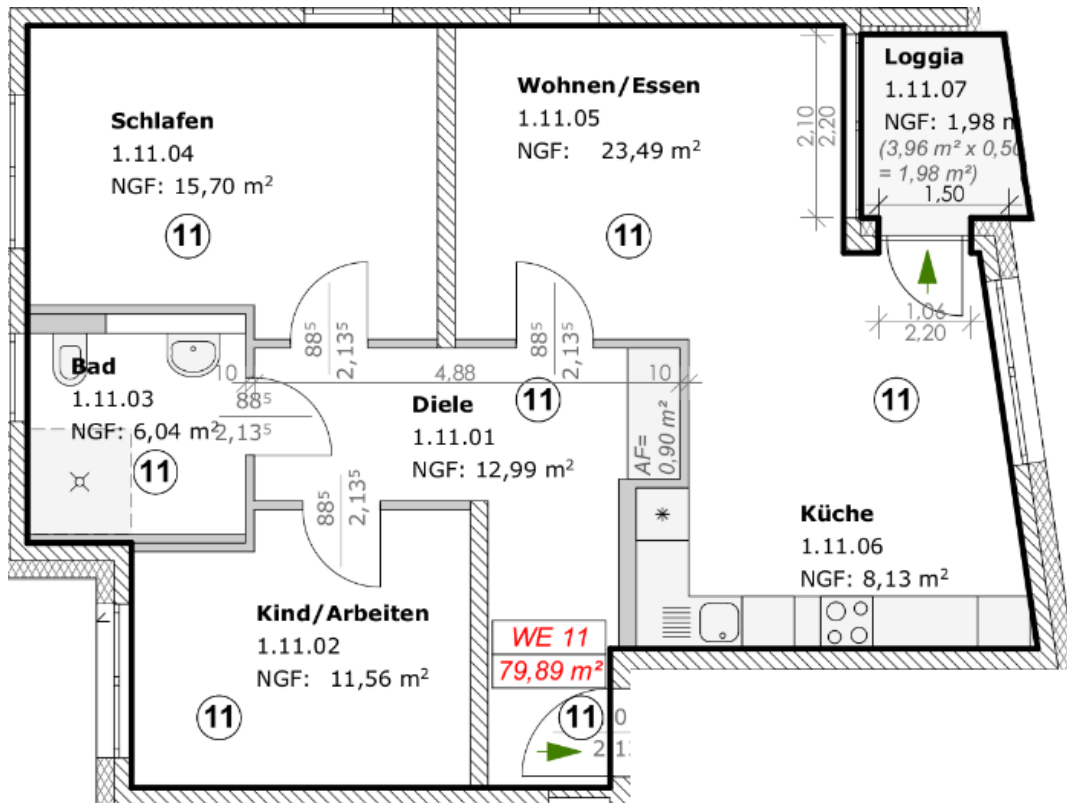 Schlafen
1.11.04
NGF: 15,70 m²
11
Wohnen/Essen
1.11.05
NGF: 23,49 m²
11
2,10
2,20
Loggia
1.11.07
NGF: 1,98 m
(3,96 m² x 0,50
= 1,98 m²)
1,50
1,06
2,20
88⁵
2,13⁵
88⁵
2,13⁵
Bad
1.11.03
NGF: 6,04 m²
11
10
88⁵
2,13⁵
4,88
10
Diele
1.11.01
NGF: 12,99 m²
11
AF=
0,90 m²
11
88⁵
2,13⁵
Küche
1.11.06
NGF: 8,13 m²
Kind/Arbeiten
1.11.02
NGF: 11,56 m²
11
WE 11
79,89 m²
11